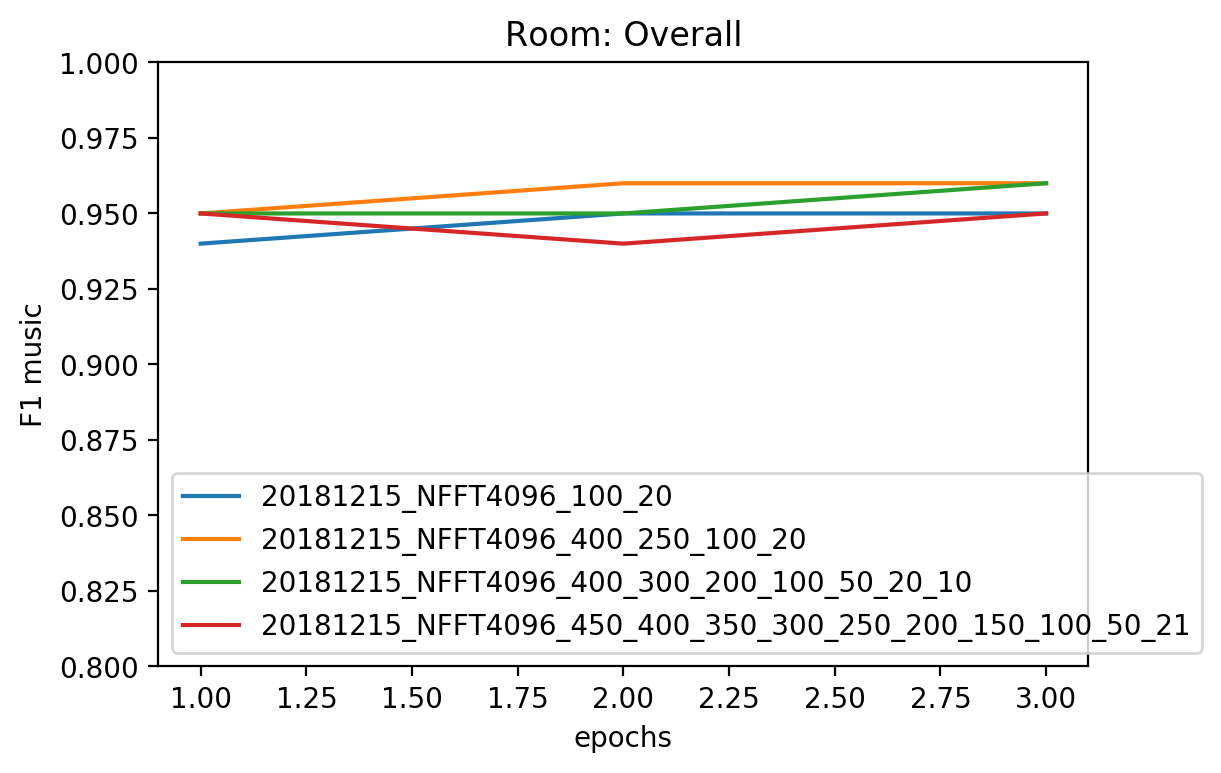 Room: Overall
1.000
0.975
0.950
0.925
0.900
0.875
0.850
0.825
0.800
F1 music
20181215_NFFT4096_100_20
20181215_NFFT4096_400_250_100_20
20181215_NFFT4096_400_300_200_100_50_20_10
20181215_NFFT4096_450_400_350_300_250_200_150_100_50_21
1.00 1.25 1.50 1.75 2.00 2.25 2.50 2.75 3.00
epochs